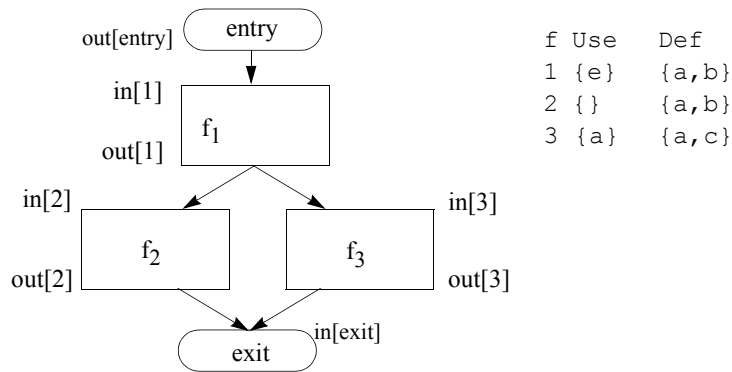 entry
out[entry]
in[1]
f1
out[1]
in[2]
in[3]
f2
f3
out[2]
out[3]
in[exit]
exit
f Use Def
1 {e} {a,b}
2 {} {a,b}
3 {a} {a,c}